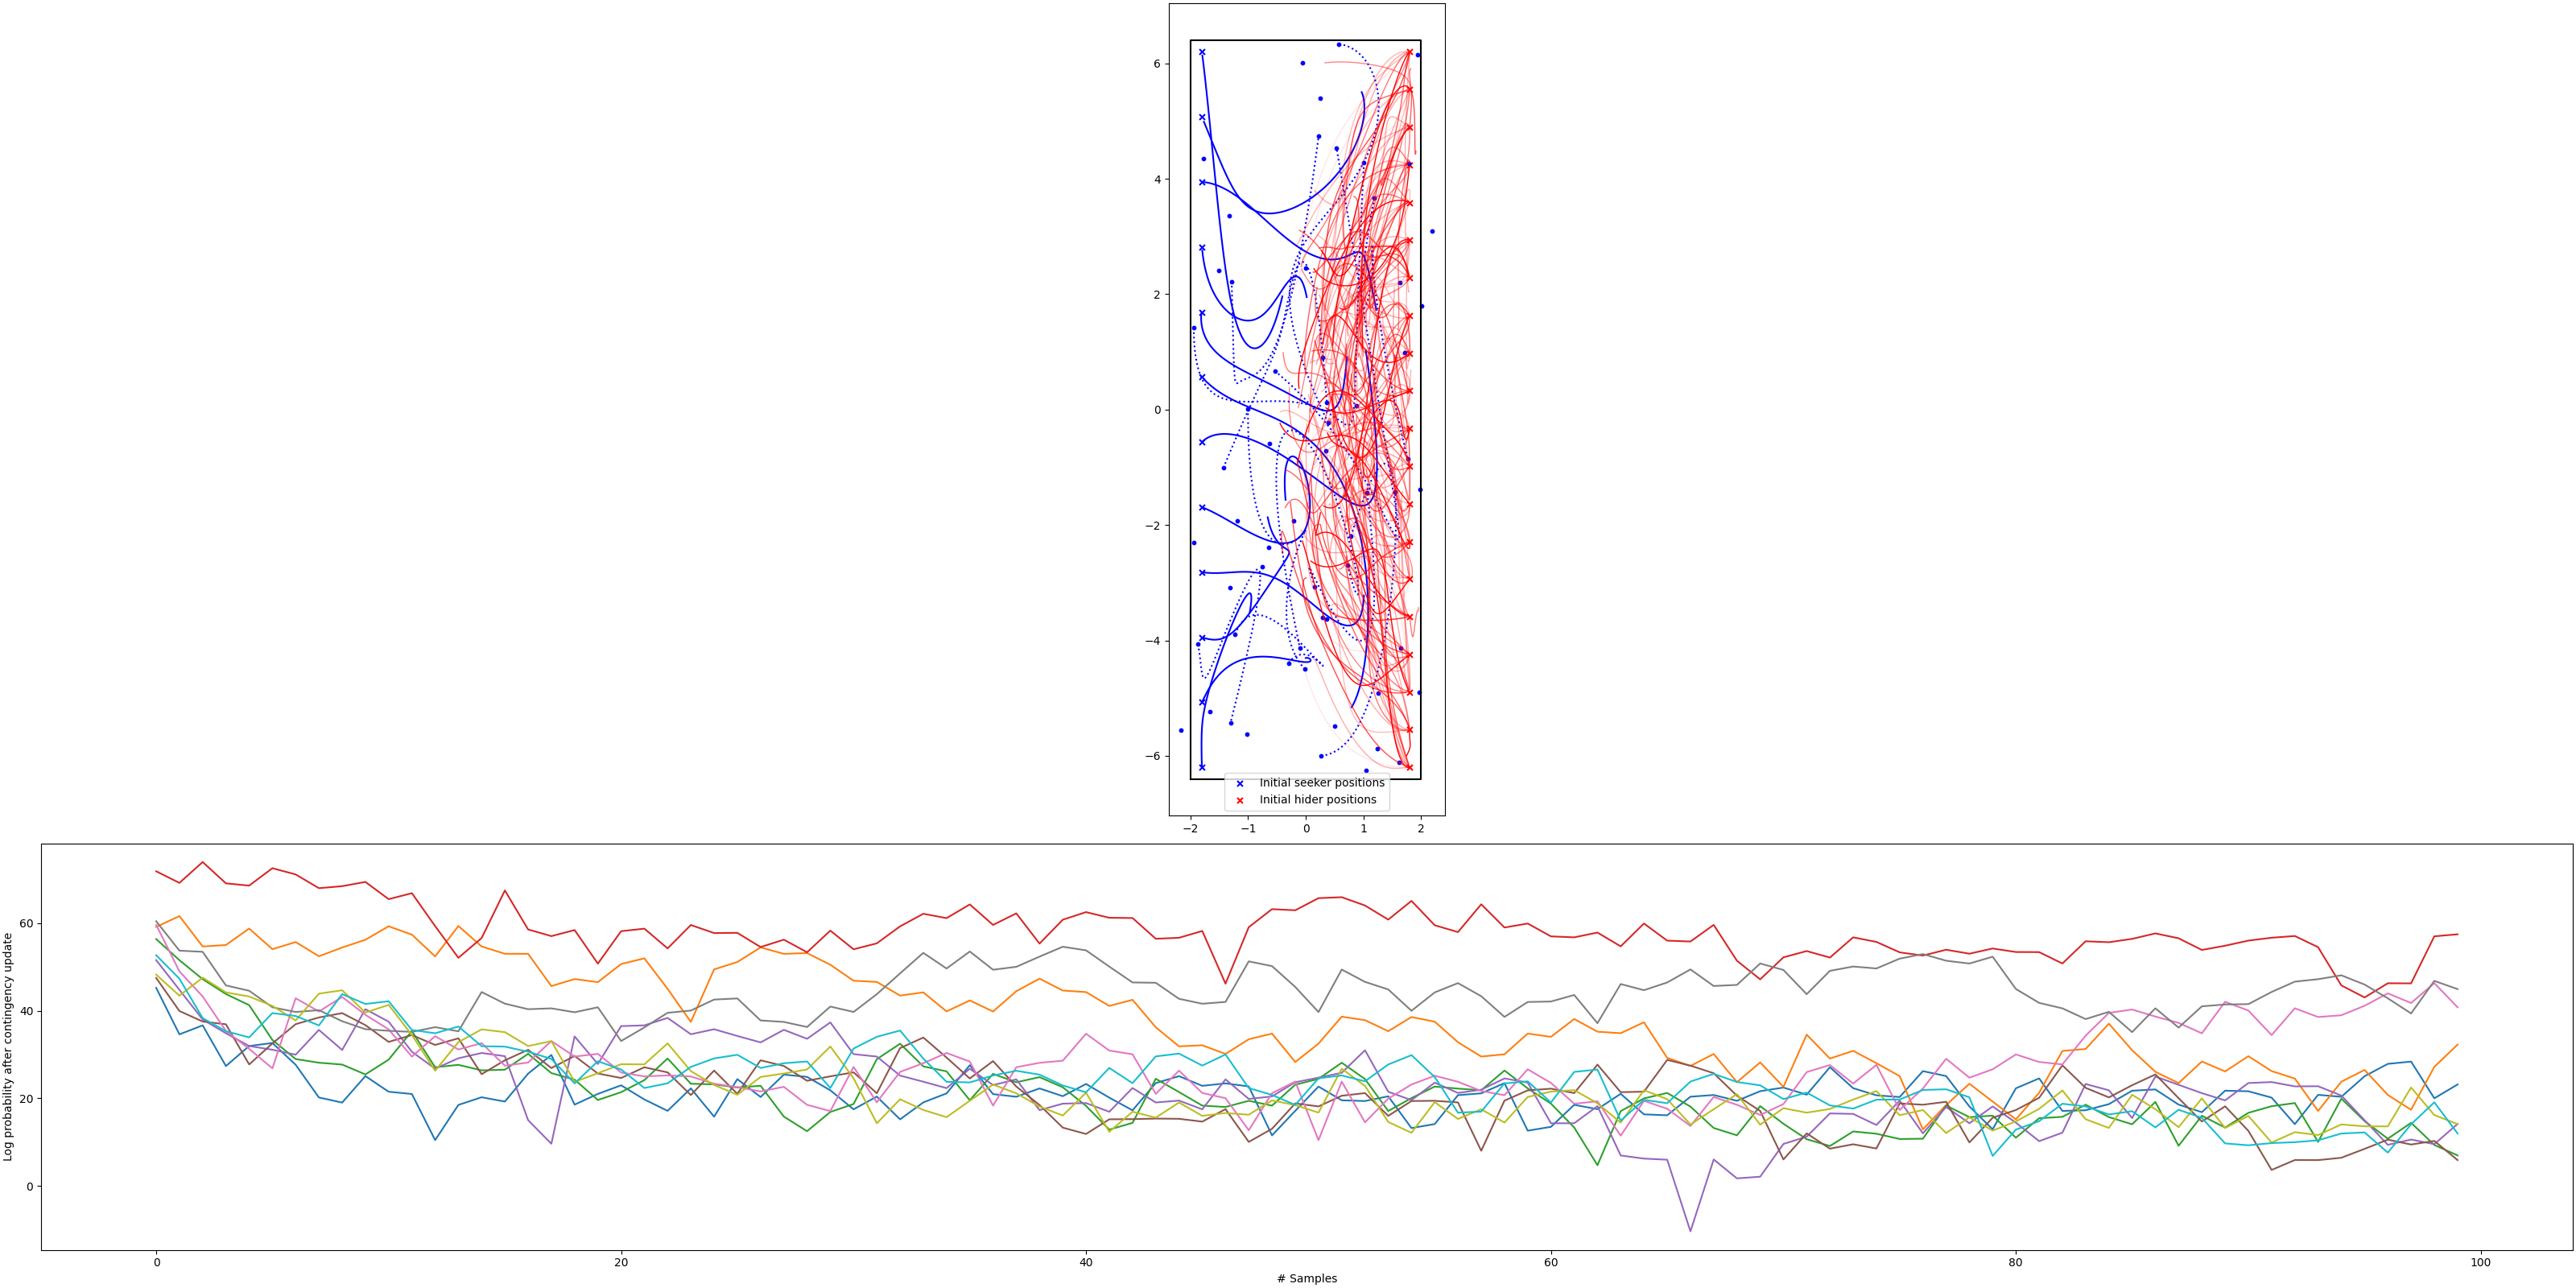 6
4
2
0
−2
−4
−6
Initial seeker positions
Initial hider positions
−2 −1 0 1 2
Log probability after contingency update
60
40
20
0
0 20 40 60 80 100
# Samples